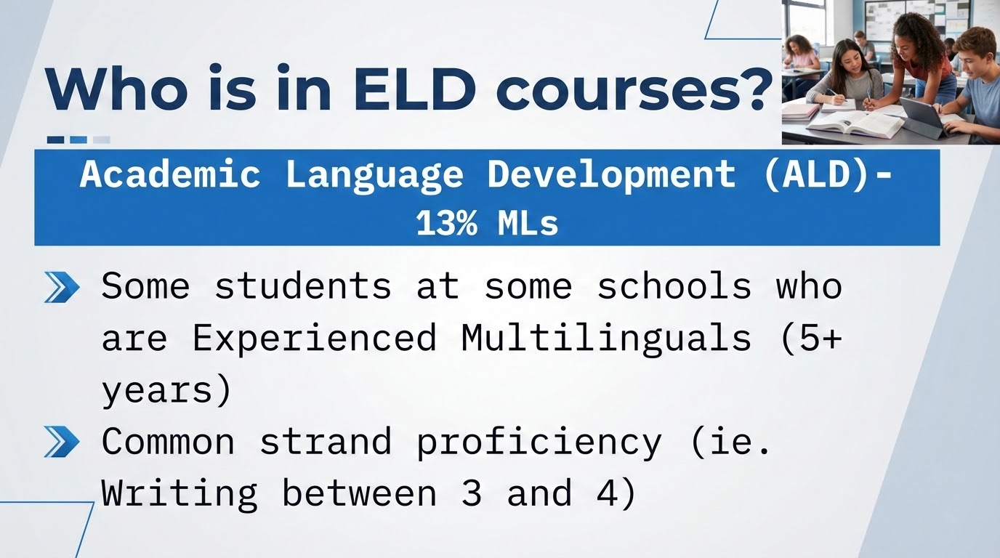 Who is in ELD courses?
Academic Language Development (ALD)-
13% MLs
Some students at some schools who
are Experienced Multilinguals (5+
years)
Common strand proficiency (ie.
Writing between 3 and 4)